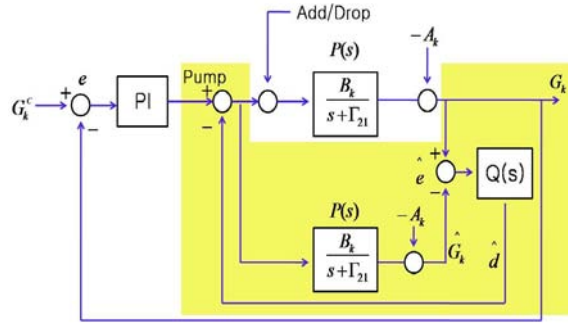 Add/Drop
P(s)
−A_k
G_k^c
+
e
−
PI
Pump
+
−
B_k
s+Γ_21
G_k
+
ê
−
Q(s)
P(s)
−A_k
B_k
s+Γ_21
Ĝ_k
d̂